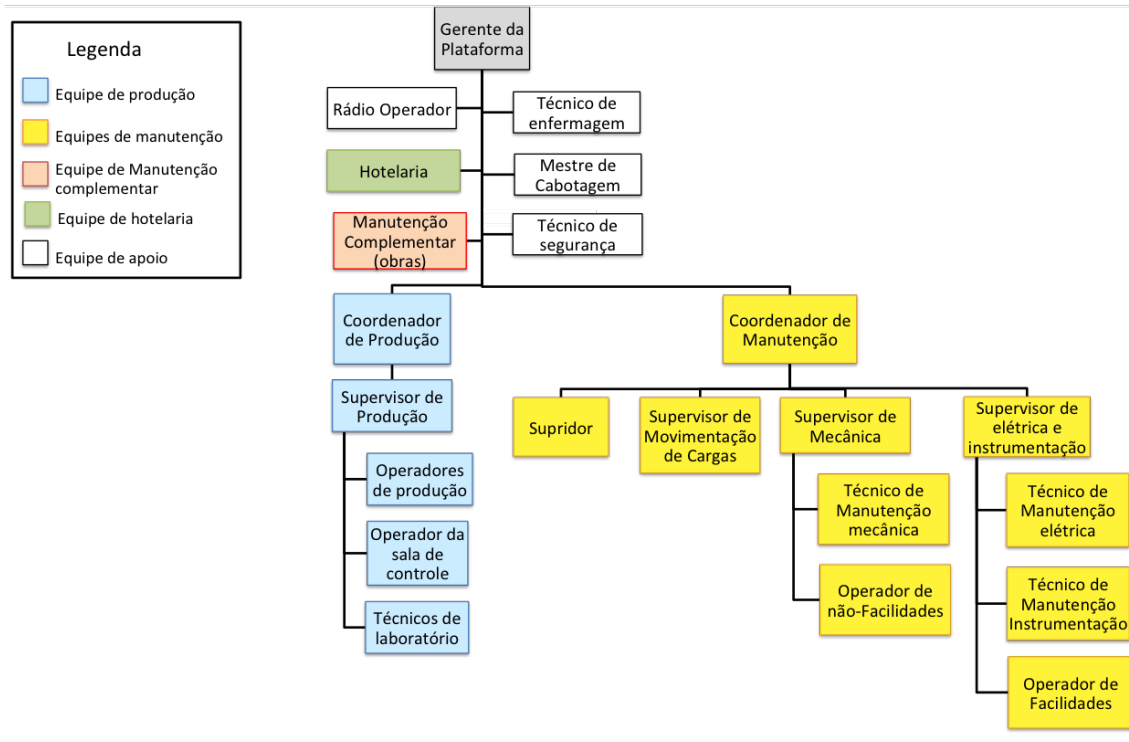 Legenda
Equipe de produção
Equipes de manutenção
Equipe de Manutenção
complementar
Equipe de hotelaria
Equipe de apoio
Gerente da
Plataforma
Rádio Operador
Técnico de
enfermagem
Hotelaria
Mestre de
Cabotagem
Manutenção
Complementar
(obras)
Técnico de
segurança
Coordenador
de Produção
Coordenador de
Manutenção
Supervisor de
Produção
Operadores
de produção
Operador da
sala de
controle
Técnicos de
laboratório
Supridor
Supervisor de
Movimentação
de Cargas
Supervisor de
Mecânica
Técnico de
Manutenção
mecânica
Operador de
não-Facilidades
Supervisor de
elétrica e
instrumentação
Técnico de
Manutenção
elétrica
Técnico de
Manutenção
Instrumentação
Operador de
Facilidades